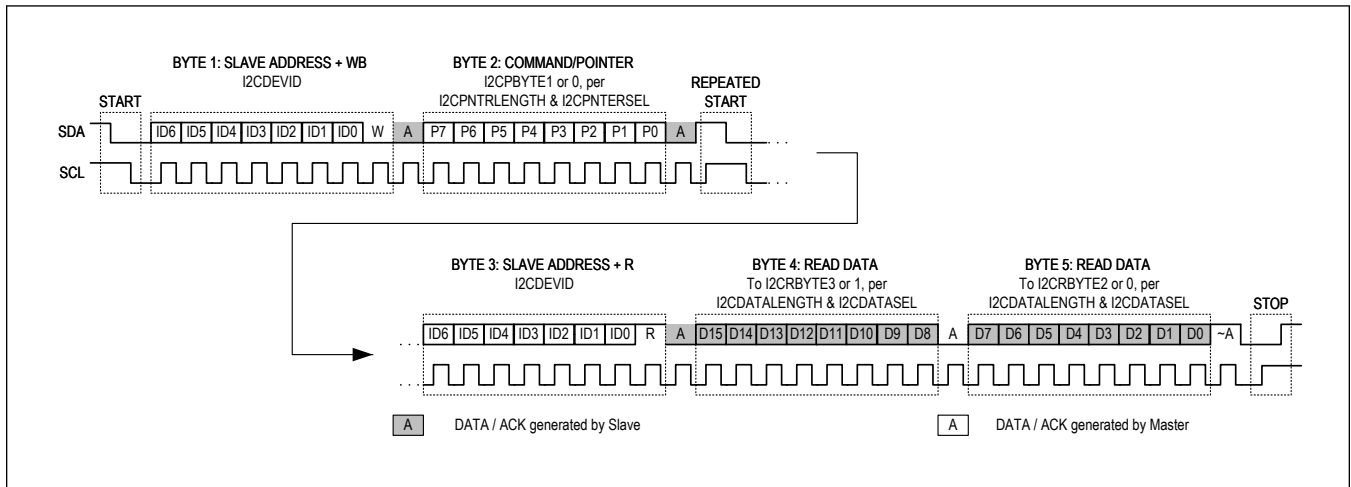 BYTE 1: SLAVE ADDRESS + WB
I2CDEVID
BYTE 2: COMMAND/POINTER
I2CPBYTE1 or 0, per
I2CPNTRLENGTH & I2CPNTERSEL
START
REPEATED
START
SDA
ID6 ID5 ID4 ID3 ID2 ID1 ID0 W A P7 P6 P5 P4 P3 P2 P1 P0 A . . .
SCL
. . .
BYTE 3: SLAVE ADDRESS + R
I2CDEVID
BYTE 4: READ DATA
To I2CRBYTE3 or 1, per
I2CDATALENGTH & I2CDATASEL
BYTE 5: READ DATA
To I2CRBYTE2 or 0, per
I2CDATALENGTH & I2CDATASEL
STOP
. . . ID6 ID5 ID4 ID3 ID2 ID1 ID0 R A D15 D14 D13 D12 D11 D10 D9 D8 A D7 D6 D5 D4 D3 D2 D1 D0 ~A
. . .
A DATA / ACK generated by Slave
A DATA / ACK generated by Master